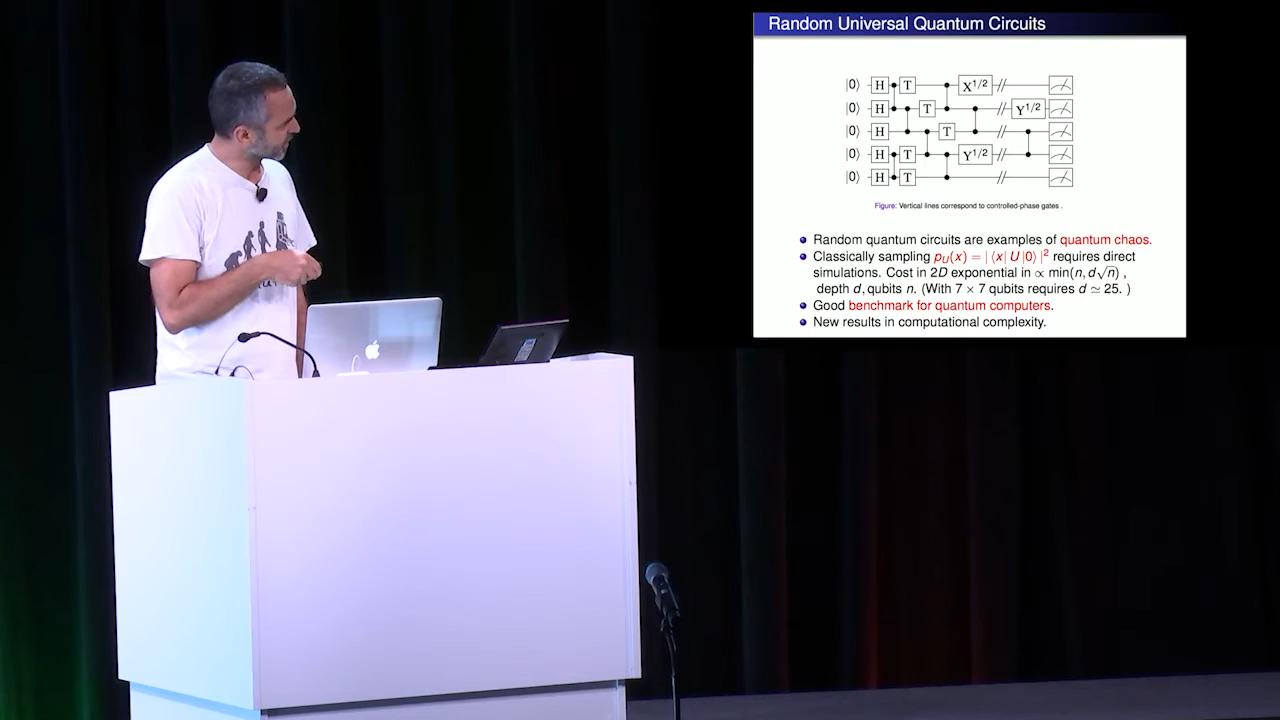 Random Universal Quantum Circuits
|0⟩ H T X^{1/2} //
|0⟩ H T // Y^{1/2}
|0⟩ H T //
|0⟩ H T Y^{1/2} //
|0⟩ H T //
Figure: Vertical lines correspond to controlled-phase gates .
Random quantum circuits are examples of quantum chaos.
Classically sampling p_U(x) = |⟨x| U |0⟩|² requires direct
simulations. Cost in 2D exponential in ∝ min(n, d√n) ,
depth d, qubits n. (With 7 × 7 qubits requires d ≃ 25. )
Good benchmark for quantum computers.
New results in computational complexity.